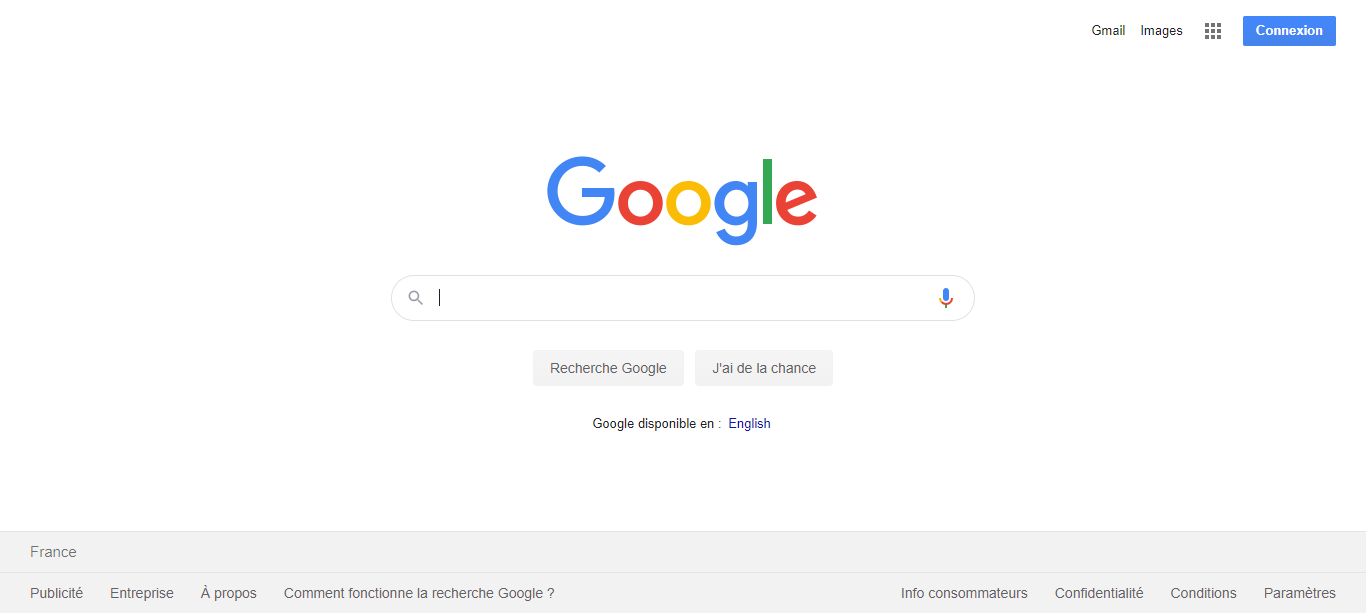 Gmail Images Connexion
Google
Recherche Google J'ai de la chance
Google disponible en : English
France
Publicité Entreprise À propos Comment fonctionne la recherche Google ? Info consommateurs Confidentialité Conditions Paramètres